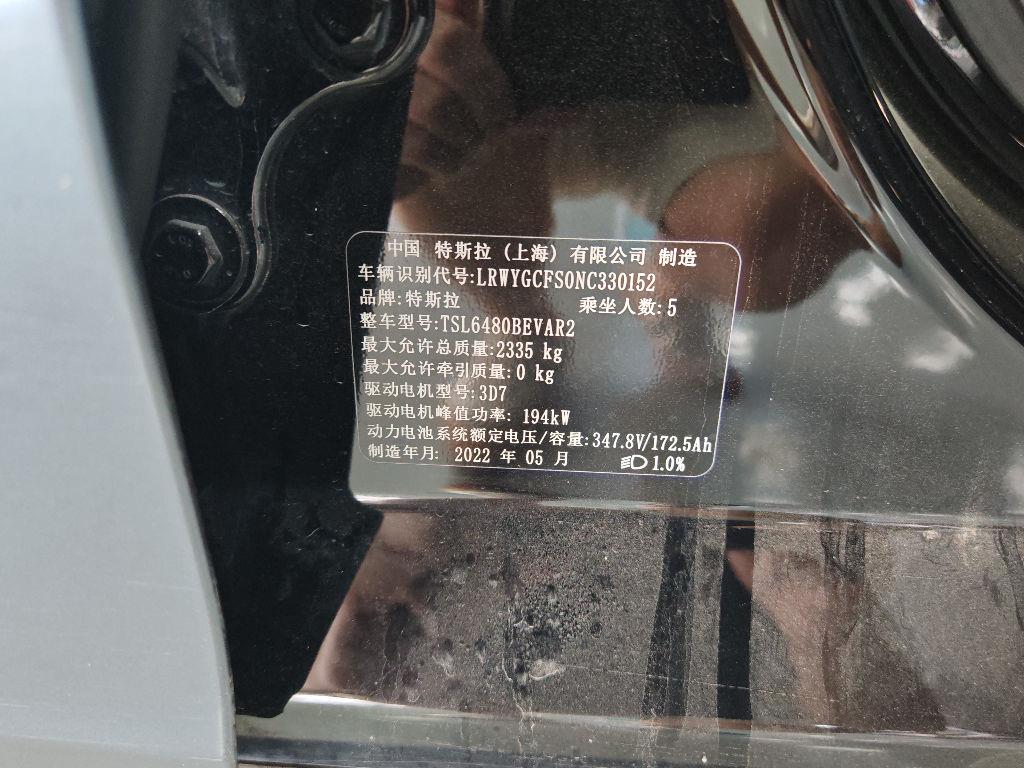 中国 特斯拉 (上海) 有限公司 制造
车辆识别代号:LRWYGCFS0NC330152
品牌:特斯拉 乘坐人数:5
整车型号:TSL6480BEVAR2
最大允许总质量:2335 kg
最大允许牵引质量:0 kg
驱动电机型号:3D7
驱动电机峰值功率: 194kW
动力电池系统额定电压/容量:347.8V/172.5Ah
制造年月: 2022 年 05 月 1.0%